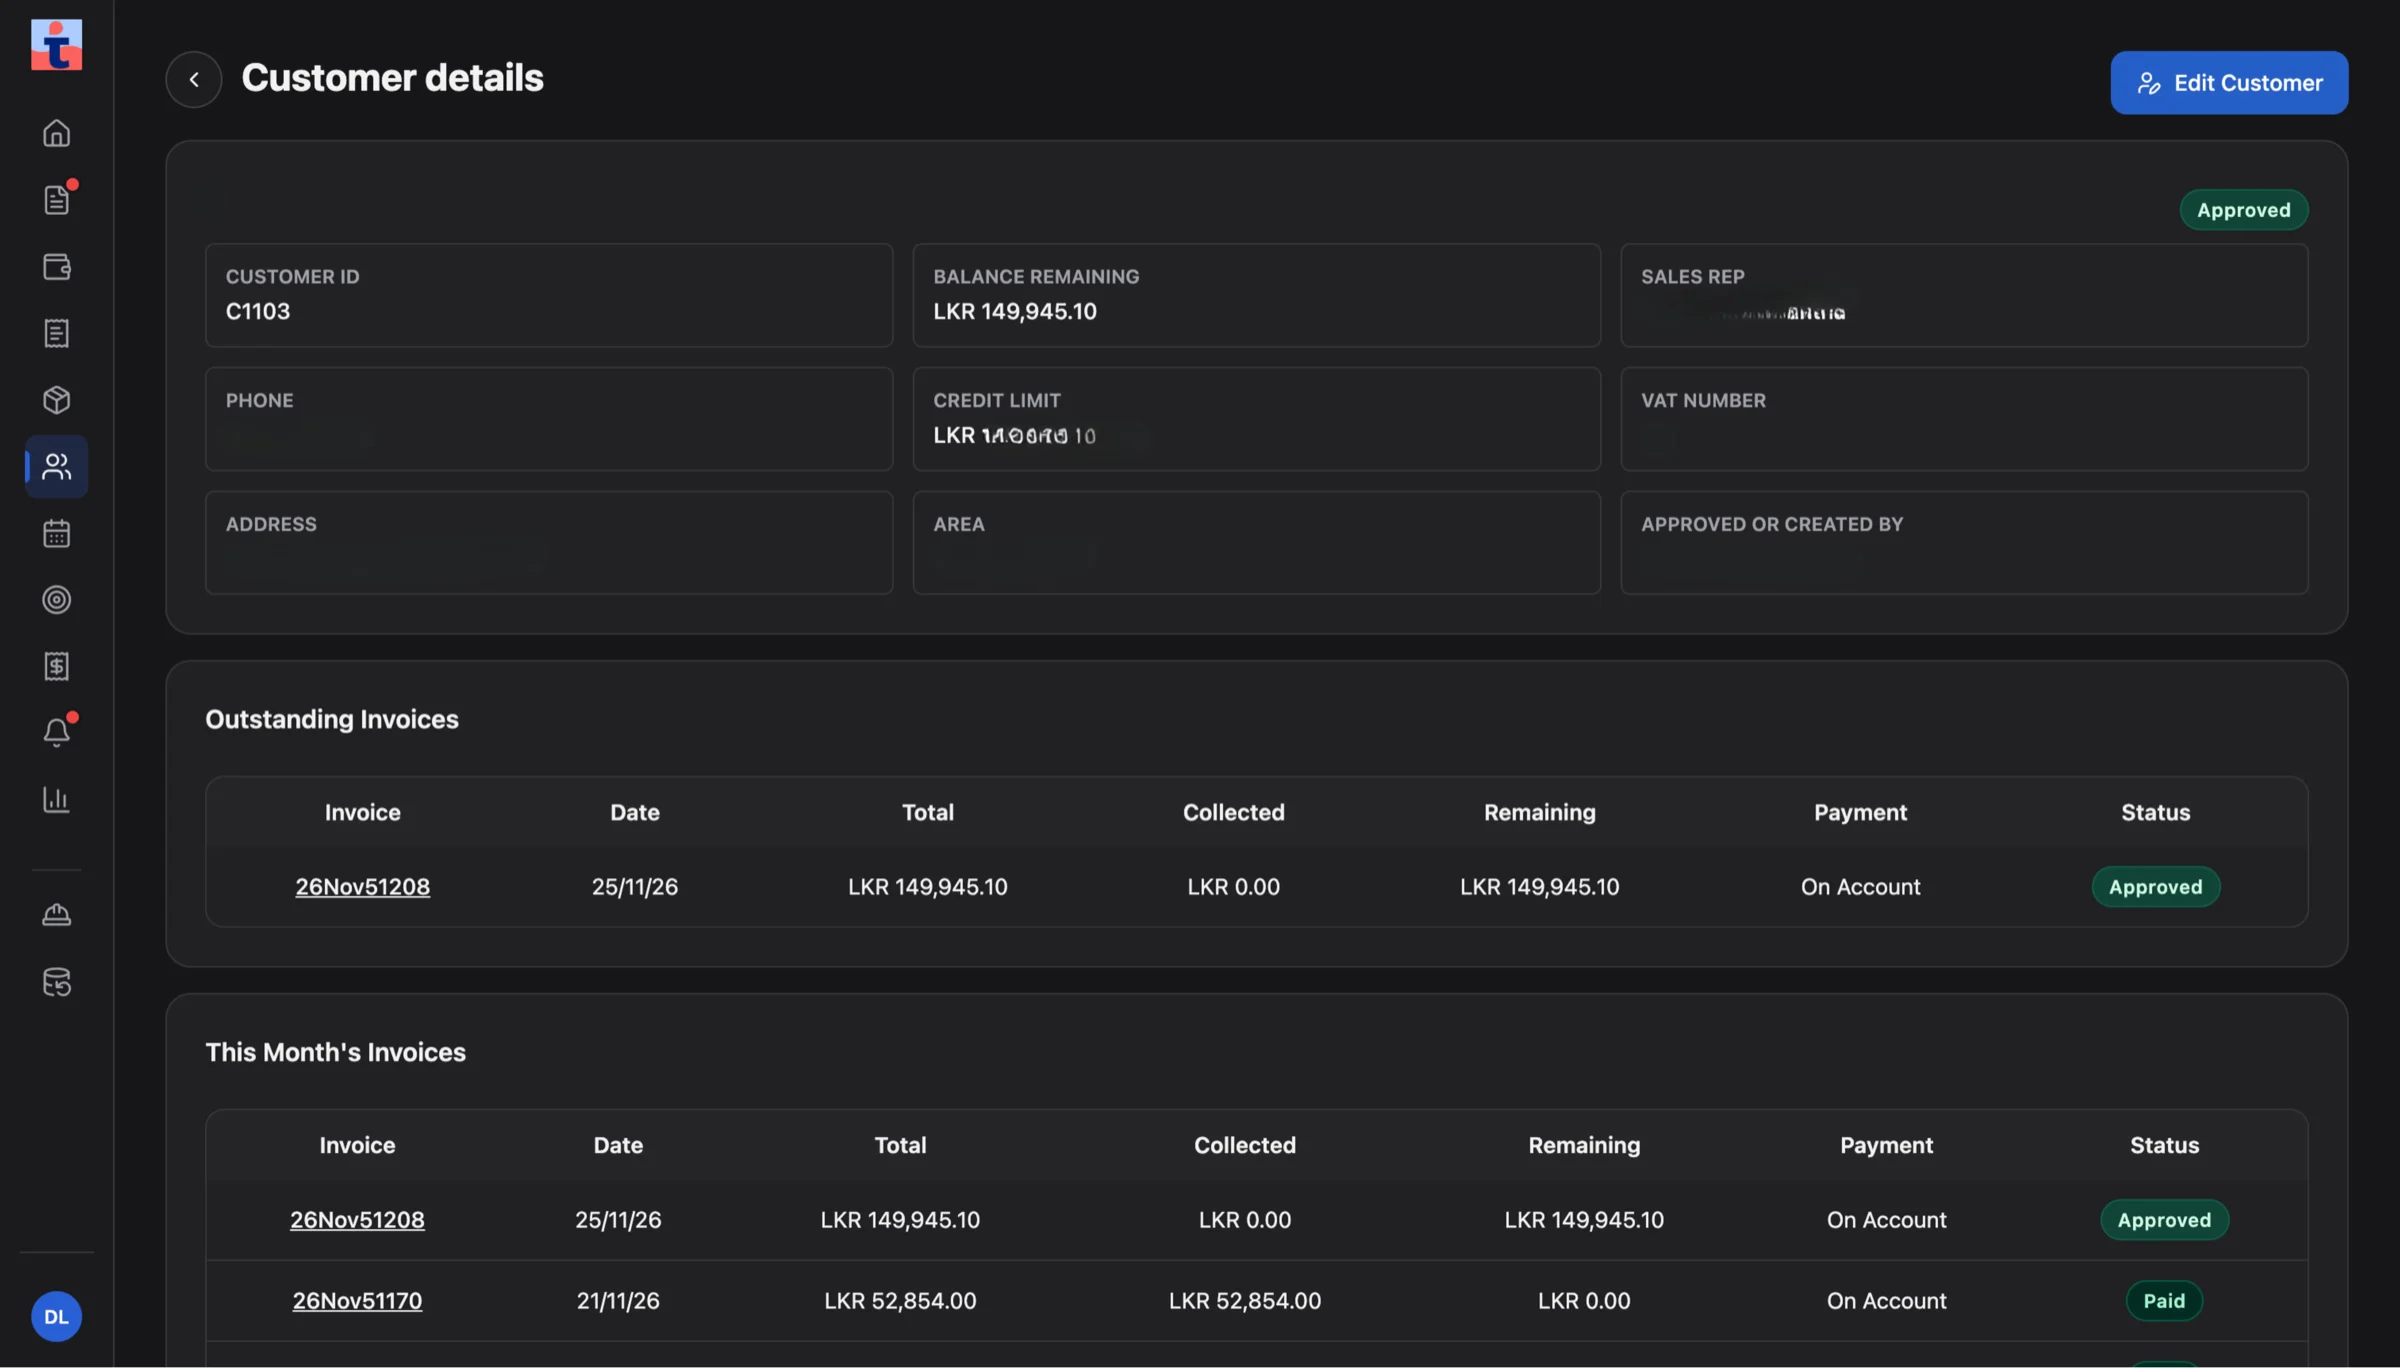 t
Customer details
Edit Customer
Approved
CUSTOMER ID
C1103
BALANCE REMAINING
LKR 149,945.10
SALES REP
PHONE
CREDIT LIMIT
LKR
VAT NUMBER
ADDRESS
AREA
APPROVED OR CREATED BY
Outstanding Invoices
Invoice Date Total Collected Remaining Payment Status
26Nov51208 25/11/26 LKR 149,945.10 LKR 0.00 LKR 149,945.10 On Account Approved
This Month's Invoices
Invoice Date Total Collected Remaining Payment Status
26Nov51208 25/11/26 LKR 149,945.10 LKR 0.00 LKR 149,945.10 On Account Approved
26Nov51170 21/11/26 LKR 52,854.00 LKR 52,854.00 LKR 0.00 On Account Paid
DL